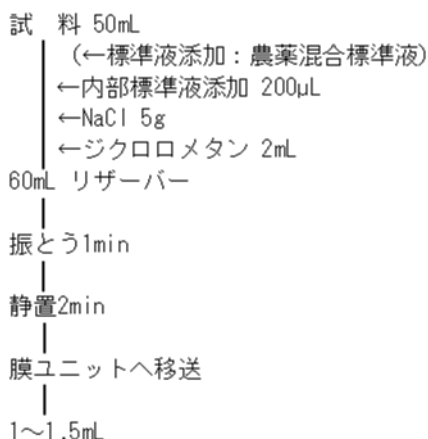 試　料 50mL
(←標準液添加：農薬混合標準液)
←内部標準液添加 200μL
←NaCl 5g
←ジクロロメタン 2mL
60mL リザーバー
振とう1min
静置2min
膜ユニットへ移送
1～1.5mL